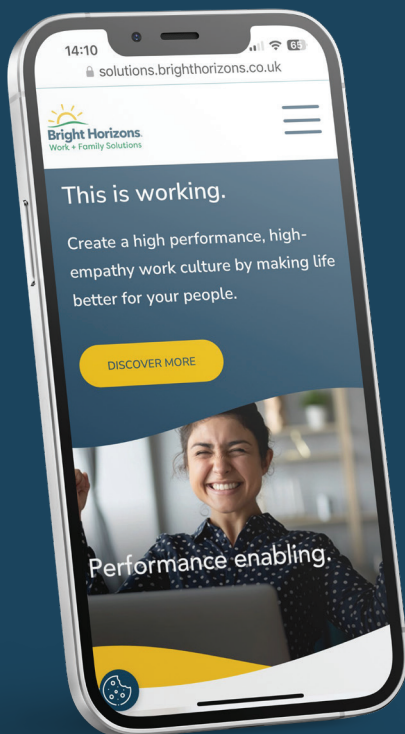 14:10
65
solutions.brighthorizons.co.uk
Bright Horizons.
Work + Family Solutions
This is working.
Create a high performance, high-
empathy work culture by making life
better for your people.
DISCOVER MORE
Performance enabling.